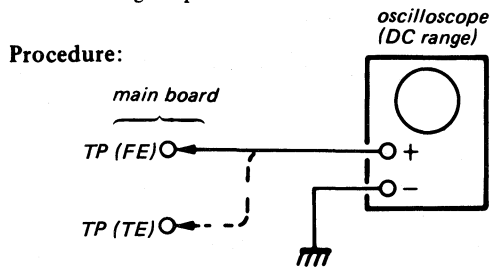 oscilloscope
(DC range)
Procedure:
main board
TP (FE)
+
−
TP (TE)